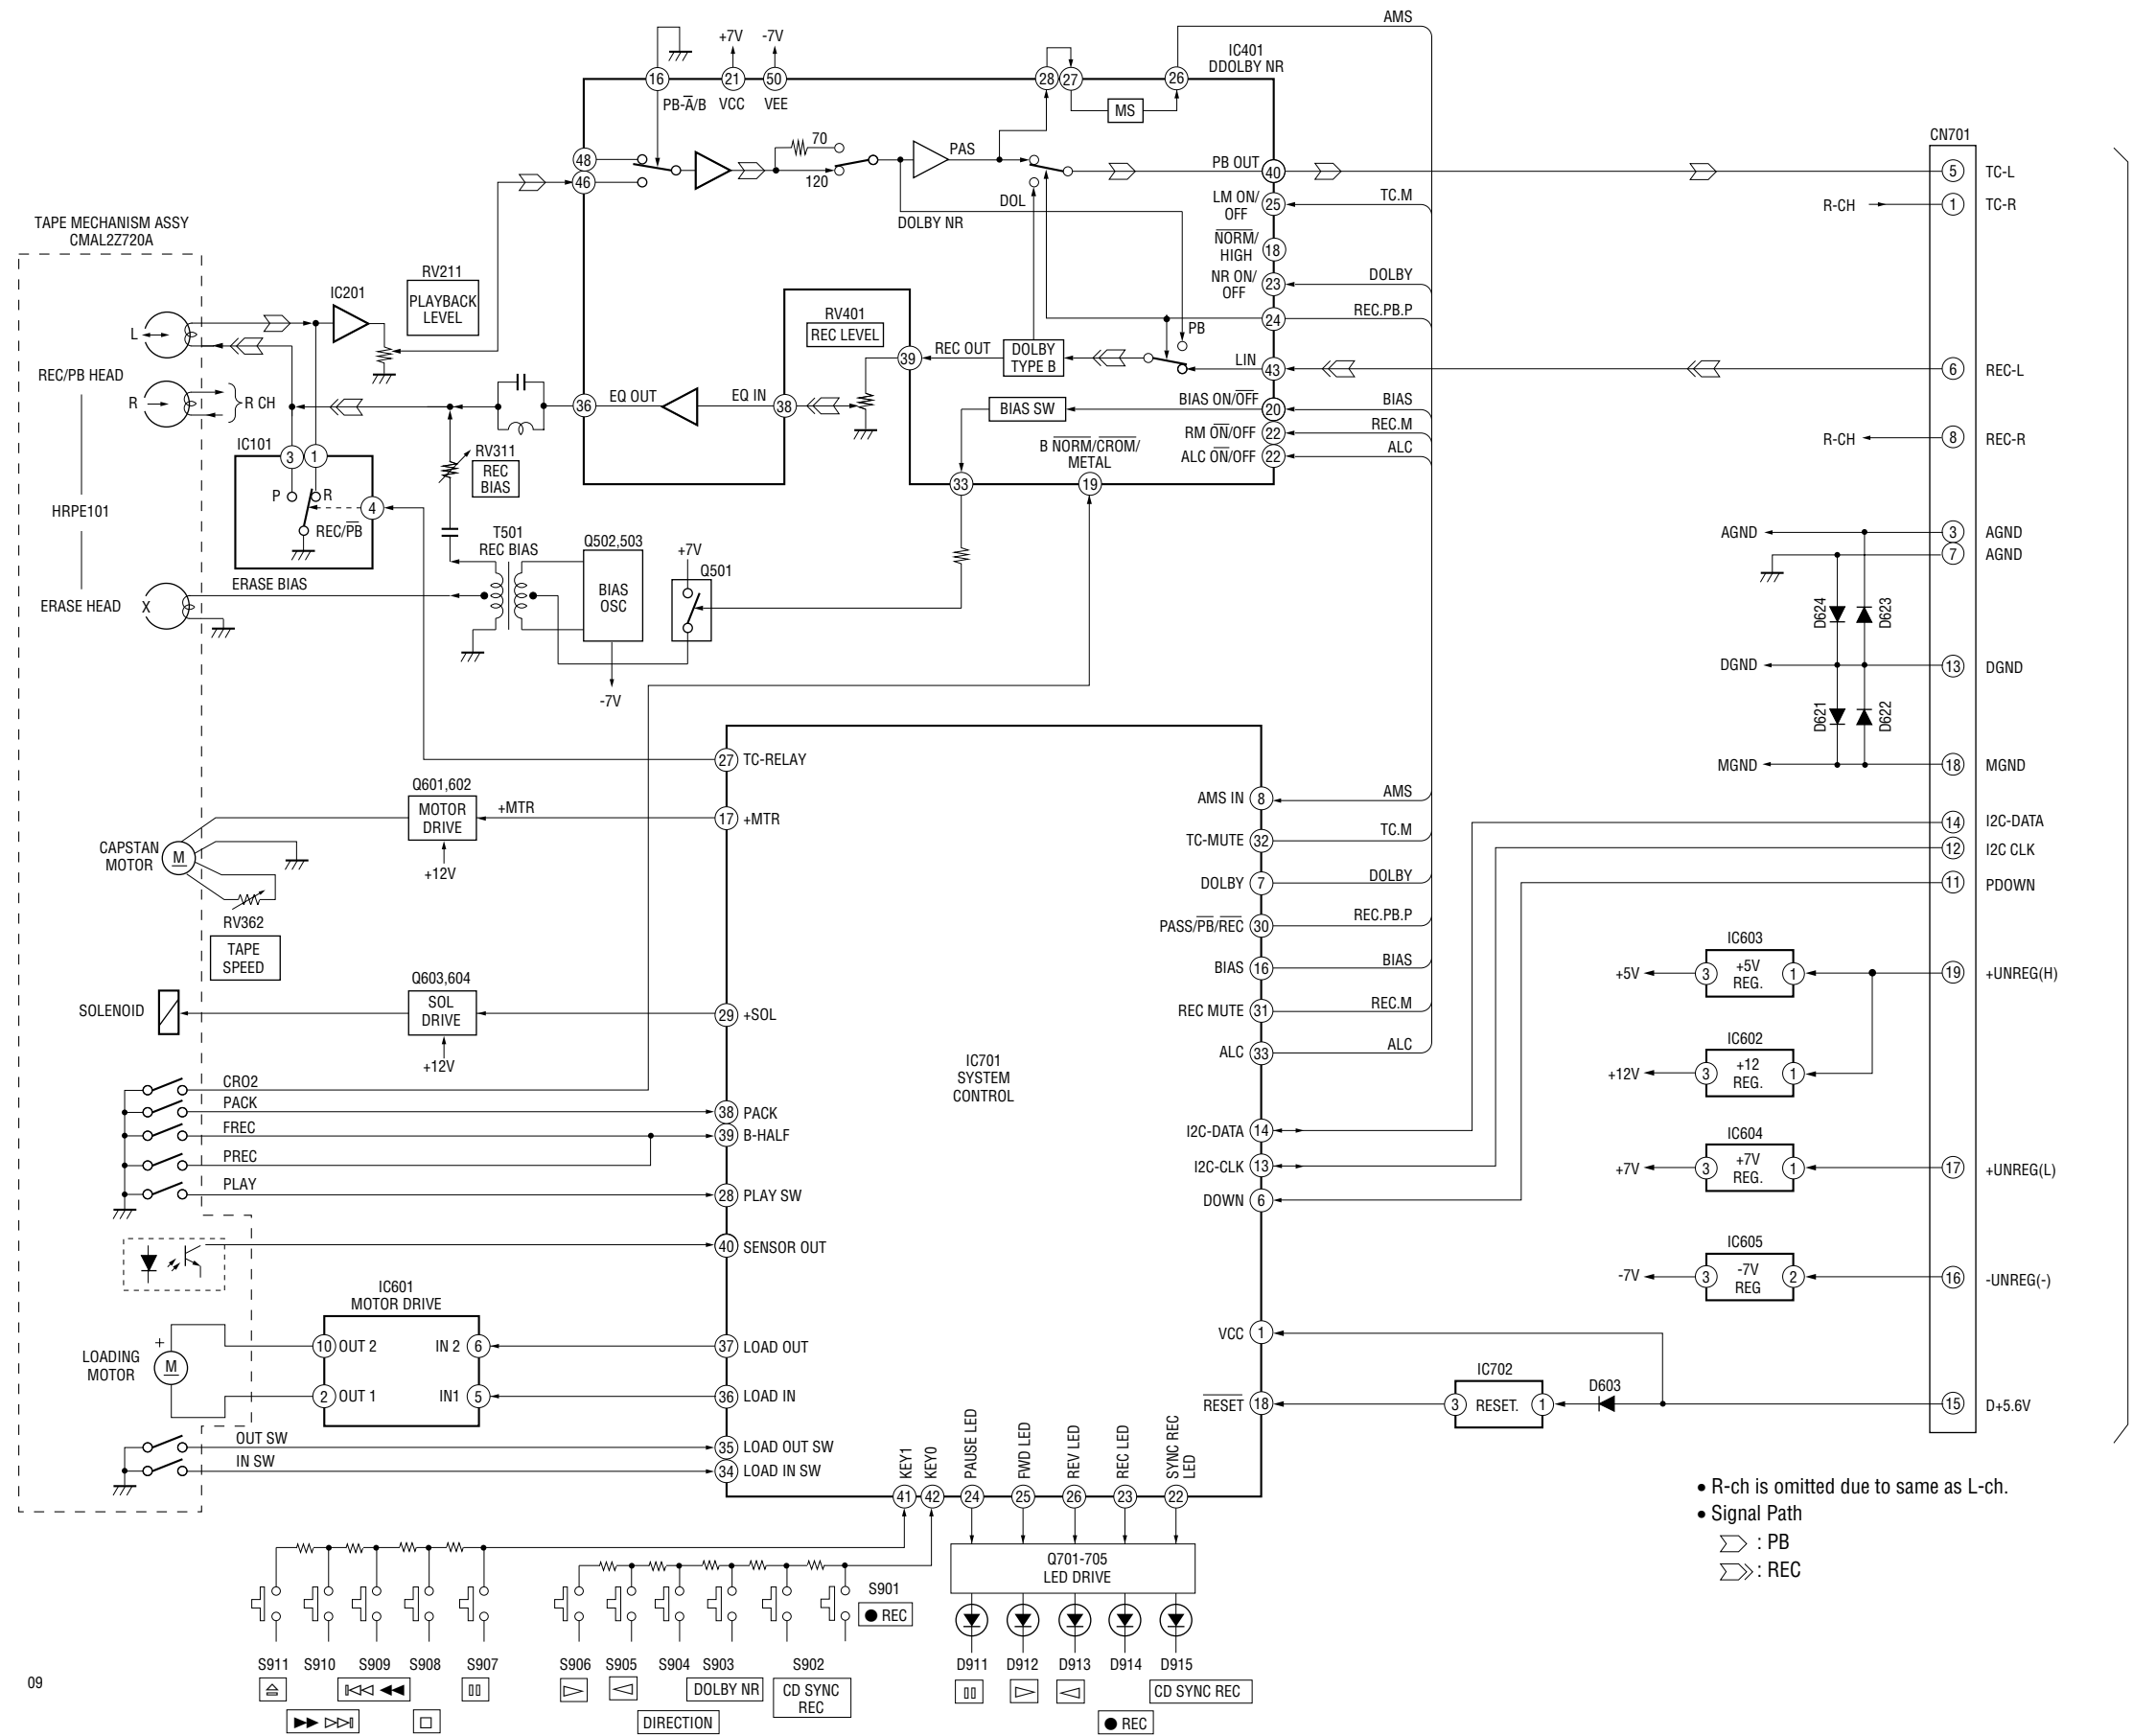 AMS
+7V
-7V
IC401
DDOLBY NR
16
21
50
28
27
26
PB-A/B
VCC
VEE
MS
CN701
70
PAS
48
46
120
PB OUT
40
5
TC-L
DOL
LM ON/
OFF
25
TC.M
R-CH
1
TC-R
DOLBY NR
TAPE MECHANISM ASSY
CMAL2Z720A
NORM/
HIGH
18
RV211
PLAYBACK
LEVEL
IC201
NR ON/
OFF
23
DOLBY
RV401
REC LEVEL
24
REC.PB.P
L
PB
39
REC OUT
DOLBY
TYPE B
LIN
43
6
REC-L
REC/PB HEAD
R
R CH
36
EQ OUT
EQ IN
38
BIAS SW
BIAS ON/OFF
20
BIAS
RM ON/OFF
22
REC.M
R-CH
8
REC-R
IC101
3
1
RV311
REC
BIAS
B NORM/CROM/
METAL
ALC ON/OFF
22
ALC
33
19
P
R
4
HRPE101
REC/PB
T501
REC BIAS
Q502,503
+7V
Q501
AGND
3
AGND
7
AGND
ERASE BIAS
BIAS
OSC
ERASE HEAD
X
D624
D623
DGND
13
DGND
-7V
D621
D622
27
TC-RELAY
MGND
18
MGND
Q601,602
MOTOR
DRIVE
+MTR
17
+MTR
AMS IN
8
AMS
14
I2C-DATA
CAPSTAN
MOTOR
M
+12V
TC-MUTE
32
TC.M
12
I2C CLK
DOLBY
7
DOLBY
11
PDOWN
RV362
TAPE
SPEED
PASS/PB/REC
30
REC.PB.P
IC603
+5V
3
+5V
REG.
1
19
+UNREG(H)
BIAS
16
BIAS
SOLENOID
Q603,604
SOL
DRIVE
29
+SOL
REC MUTE
31
REC.M
+12V
IC701
SYSTEM
CONTROL
ALC
33
ALC
IC602
+12V
3
+12
REG.
1
CRO2
PACK
38
PACK
FREC
39
B-HALF
I2C-DATA
14
IC604
+7V
3
+7V
REG.
1
17
+UNREG(L)
PREC
I2C-CLK
13
PLAY
28
PLAY SW
DOWN
6
40
SENSOR OUT
IC605
-7V
3
-7V
REG
2
16
-UNREG(-)
IC601
MOTOR DRIVE
+
LOADING
MOTOR
M
10
OUT 2
IN 2
6
37
LOAD OUT
VCC
1
2
OUT 1
IN1
5
36
LOAD IN
RESET
18
IC702
3
RESET.
1
D603
15
D+5.6V
OUT SW
35
LOAD OUT SW
IN SW
34
LOAD IN SW
KEY1
KEY0
PAUSE LED
FWD LED
REV LED
REC LED
SYNC REC
LED
41
42
24
25
26
23
22
• R-ch is omitted due to same as L-ch.
• Signal Path
: PB
: REC
Q701-705
LED DRIVE
S901
● REC
S911
S910
S909
S908
S907
S906
S905
S904
S903
S902
D911
D912
D913
D914
D915
DOLBY NR
CD SYNC
REC
CD SYNC REC
DIRECTION
● REC
09